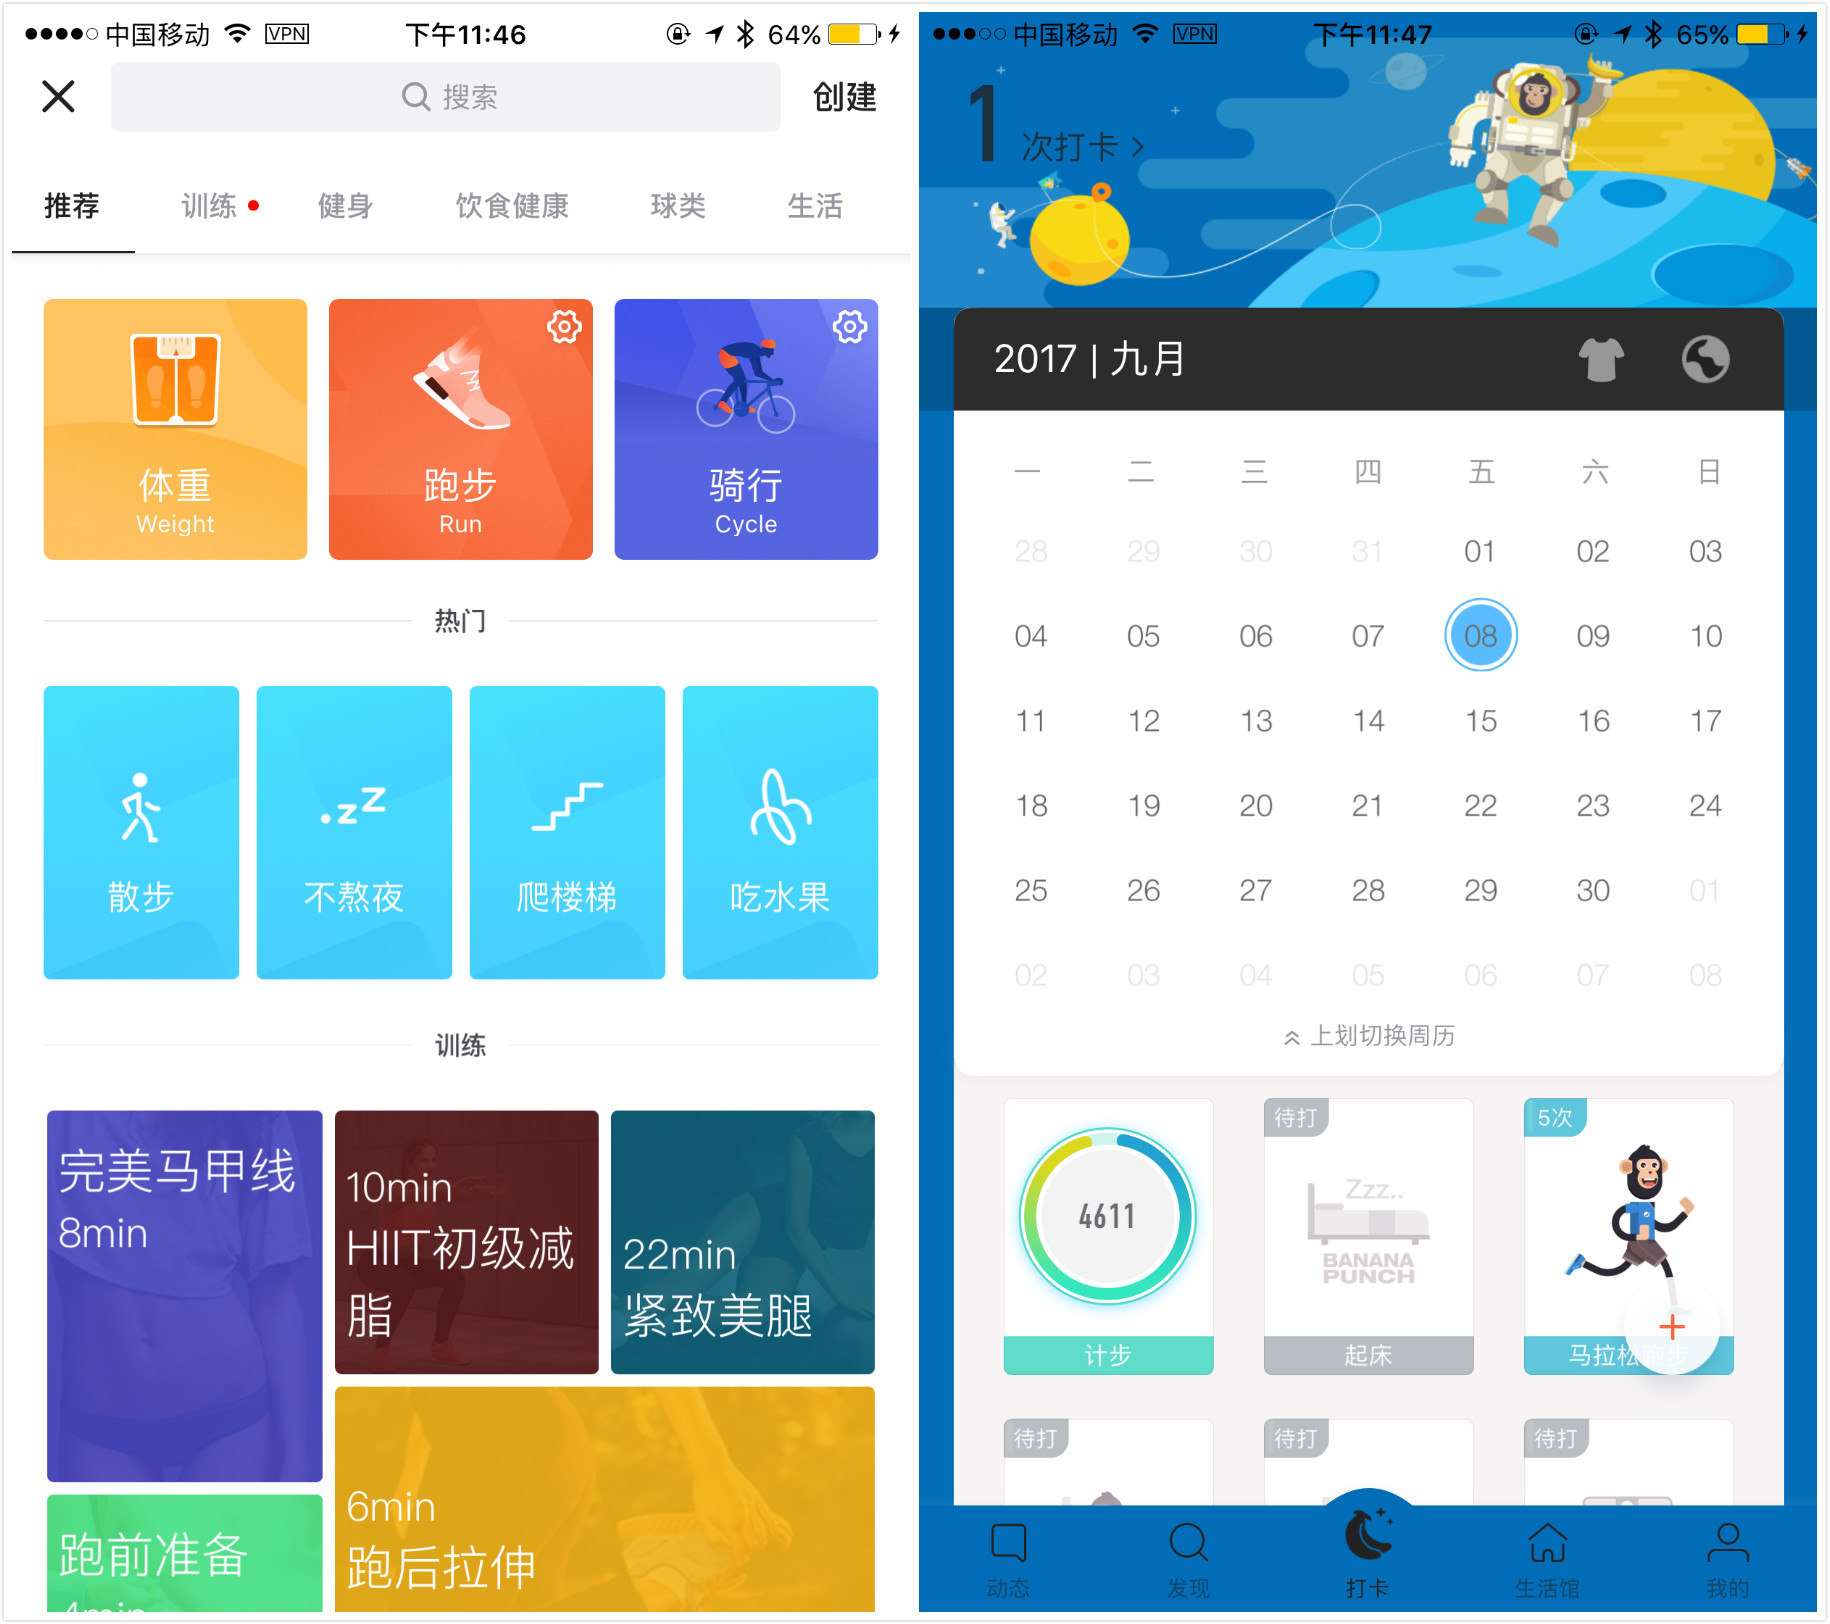 中国移动 VPN 下午11:46 64%
搜索 创建
推荐 训练 健身 饮食健康 球类 生活
体重 跑步 骑行
Weight Run Cycle
热门
散步 不熬夜 爬楼梯 吃水果
训练
完美马甲线
8min
10min
HIIT初级减
脂
22min
紧致美腿
跑前准备
4min
6min
跑后拉伸
中国移动 VPN 下午11:47 65%
1 次打卡
2017 | 九月
一 二 三 四 五 六 日
28 29 30 31 01 02 03
04 05 06 07 08 09 10
11 12 13 14 15 16 17
18 19 20 21 22 23 24
25 26 27 28 29 30 01
02 03 04 05 06 07 08
上划切换周历
4611
计步
待打
Zzz..
BANANA
PUNCH
起床
5次
马拉松跑步
待打 待打 待打
动态 发现 打卡 生活馆 我的